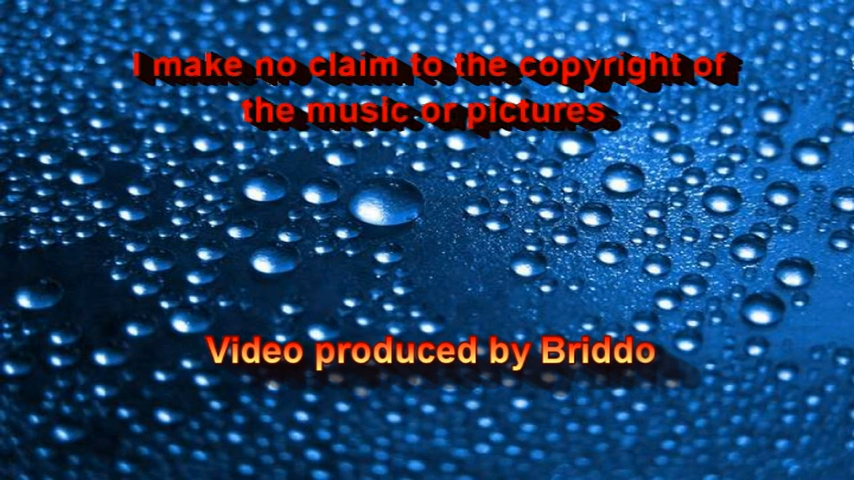 I make no claim to the copyright of
the music or pictures
Video produced by Briddo